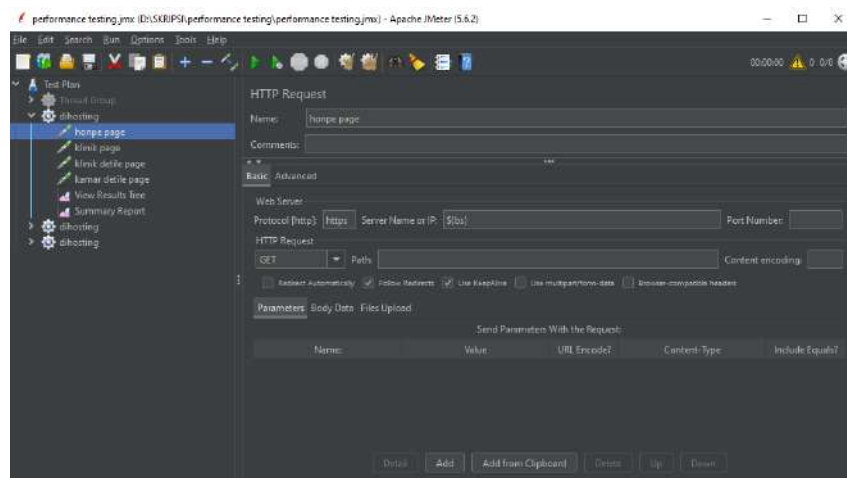 performance testing.jmx (D:\SKRIPSI\performance testing\performance testing.jmx) - Apache JMeter (5.6.2)
File Edit Search Run Options Tools Help
00:00:00 0 0/0
Test Plan
Thread Group
dihosting
honpe page
klinik page
klinik detile page
kamar detile page
View Results Tree
Summary Report
dihosting
dihosting
HTTP Request
Name: honpe page
Comments:
Basic Advanced
Web Server
Protocol [http]: https Server Name or IP: ${bs} Port Number:
HTTP Request
GET Path: Content encoding:
Redirect Automatically Follow Redirects Use KeepAlive Use multipart/form-data Browser-compatible headers
Parameters Body Data Files Upload
Send Parameters With the Request:
Name: Value URL Encode? Content-Type Include Equals?
Detail Add Add from Clipboard Delete Up Down